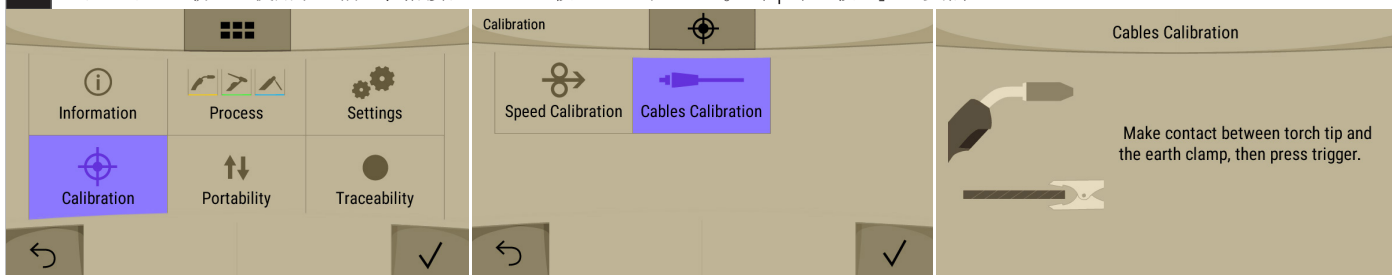 Information
Process
Settings
Calibration
Portability
Traceability
Calibration
Speed Calibration
Cables Calibration
Cables Calibration
Make contact between torch tip and
the earth clamp, then press trigger.